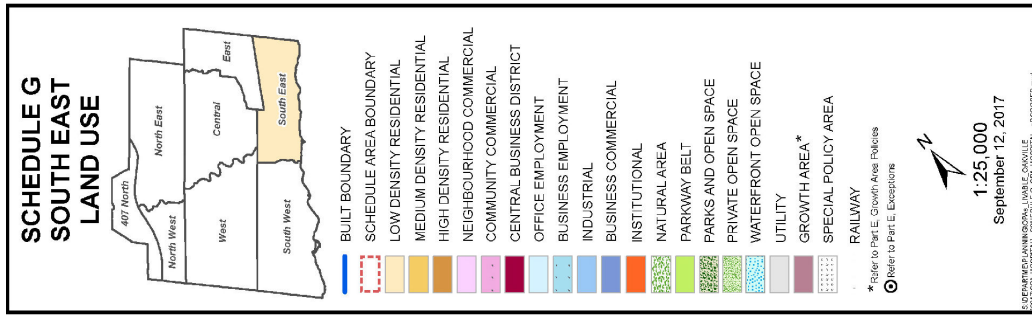 SCHEDULE G
SOUTH EAST
LAND USE
407 North
North East
North West
East
Central
West
South East
South West
BUILT BOUNDARY
SCHEDULE AREA BOUNDARY
LOW DENSITY RESIDENTIAL
MEDIUM DENSITY RESIDENTIAL
HIGH DENSITY RESIDENTIAL
NEIGHBOURHOOD COMMERCIAL
COMMUNITY COMMERCIAL
CENTRAL BUSINESS DISTRICT
OFFICE EMPLOYMENT
BUSINESS EMPLOYMENT
INDUSTRIAL
BUSINESS COMMERCIAL
INSTITUTIONAL
NATURAL AREA
PARKWAY BELT
PARKS AND OPEN SPACE
PRIVATE OPEN SPACE
WATERFRONT OPEN SPACE
UTILITY
GROWTH AREA*
SPECIAL POLICY AREA
RAILWAY
* Refer to Part E, Growth Area Policies
Refer to Part E, Exceptions
N
1:25,000
September 12, 2017